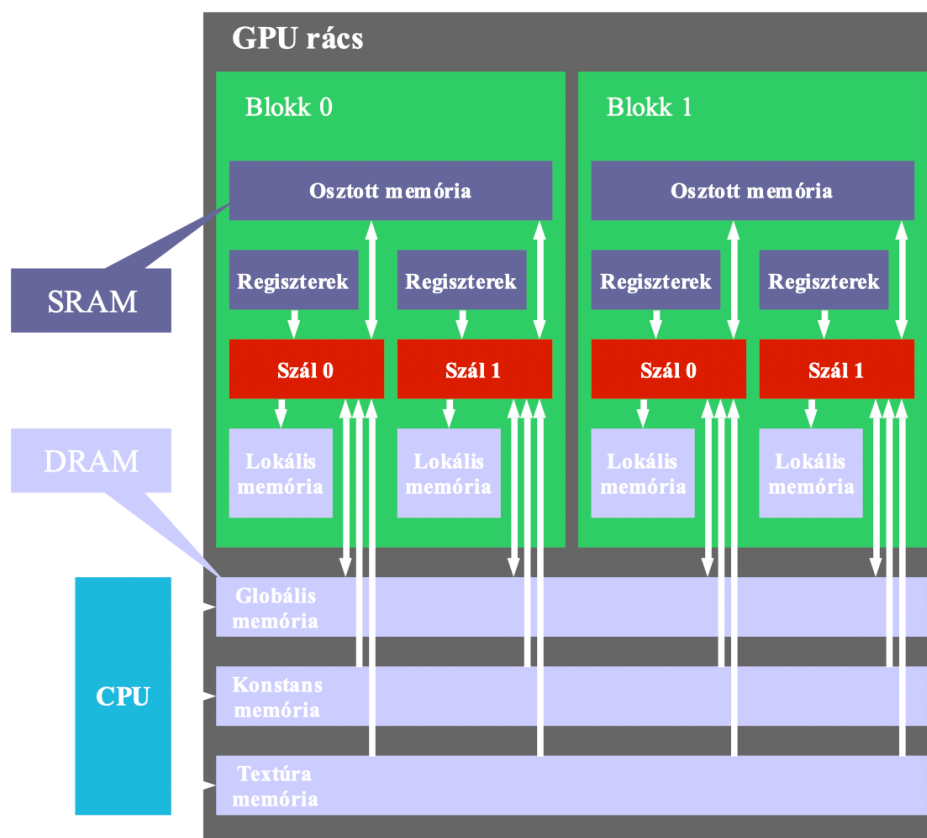 GPU rács
Blokk 0
Blokk 1
Osztott memória
Osztott memória
SRAM
Regiszterek
Regiszterek
Regiszterek
Regiszterek
Szál 0
Szál 1
Szál 0
Szál 1
DRAM
Lokális
memória
Lokális
memória
Lokális
memória
Lokális
memória
CPU
Globális
memória
Konstans
memória
Textúra
memória